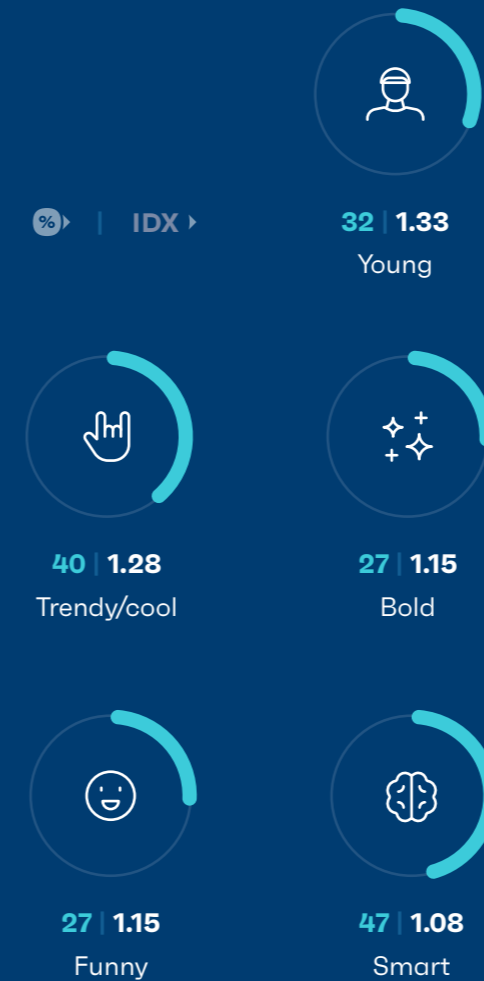 % | IDX
32 | 1.33
Young
40 | 1.28
Trendy/cool
27 | 1.15
Bold
27 | 1.15
Funny
47 | 1.08
Smart